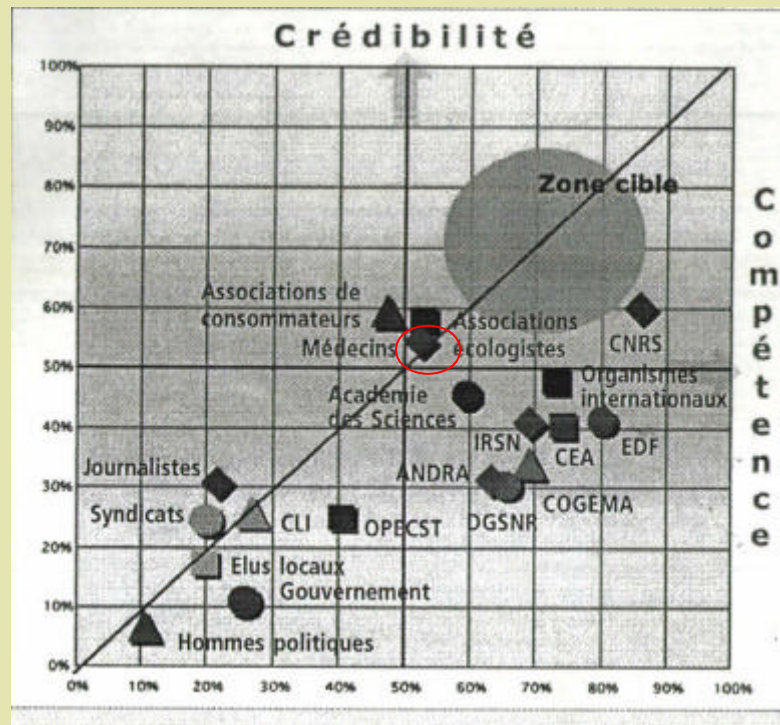 Crédibilité
100%
90%
80%
70%
60%
50%
40%
30%
20%
10%
0%
0%
10%
20%
30%
40%
50%
60%
70%
80%
90%
100%
Compétence
Zone cible
Associations de
consommateurs
Médecins
Associations
écologistes
CNRS
Académie
des Sciences
Organismes
internationaux
IRSN
CEA
EDF
ANDRA
DGSNR
COGEMA
Journalistes
Syndicats
CLI
OPECST
Elus locaux
Gouvernement
Hommes politiques